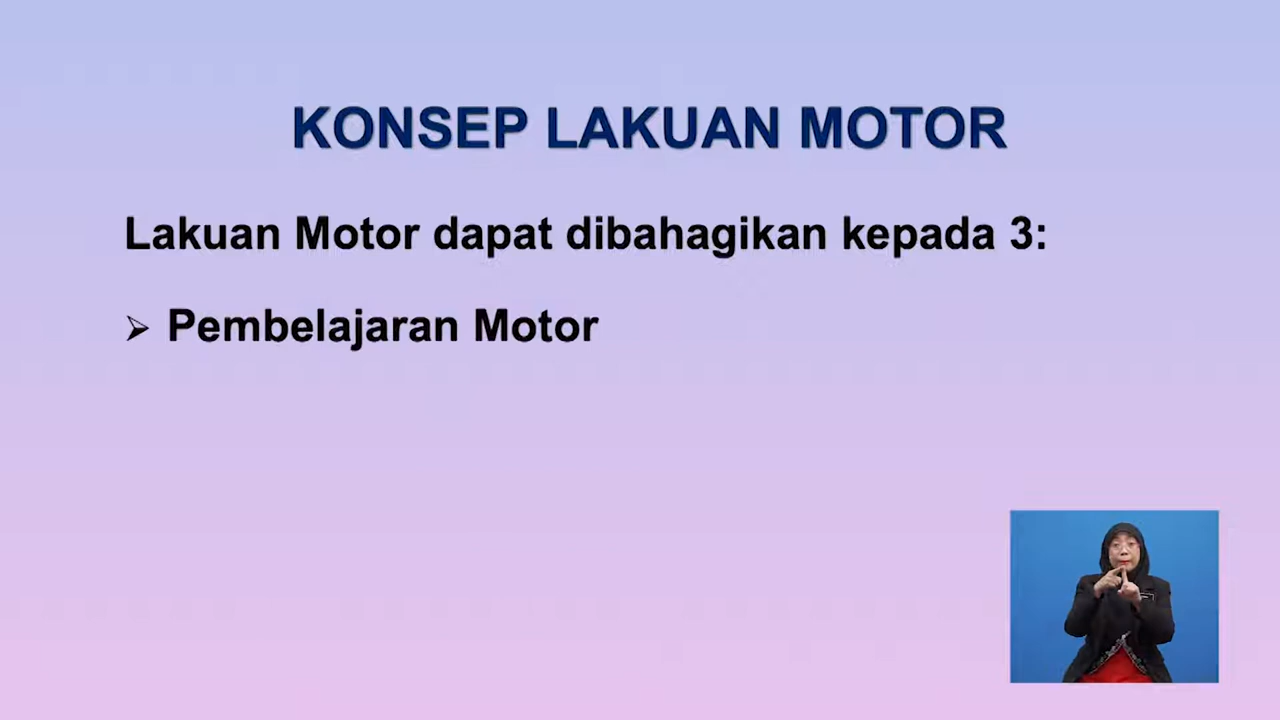 KONSEP LAKUAN MOTOR
Lakuan Motor dapat dibahagikan kepada 3:
➢ Pembelajaran Motor